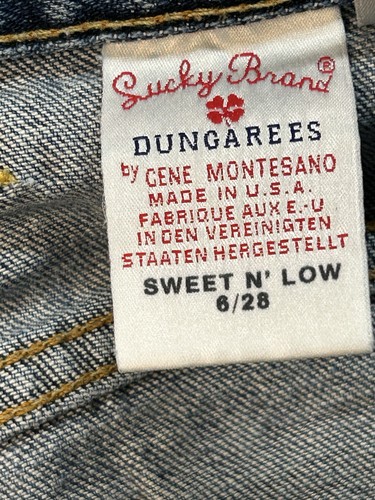 Lucky Brand®
DUNGAREES
by GENE MONTESANO
MADE IN U.S.A.
FABRIQUE AUX E.-U
IN DEN VEREINIGTEN
STAATEN HERGESTELLT
SWEET N' LOW
6/28